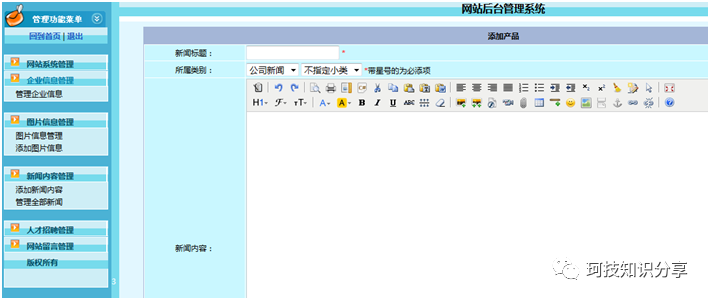 网站后台管理系统
管理功能菜单
回到首页 | 退出
网站系统管理
企业信息管理
管理企业信息
图片信息管理
图片信息管理
添加图片信息
新闻内容管理
添加新闻内容
管理全部新闻
人才招聘管理
网站留言管理
版权所有
3
添加产品
新闻标题：
*
所属类别：
公司新闻 不指定小类 *带星号的为必添项
H1 F тT A A B I U ABC
新闻内容：
珂技知识分享